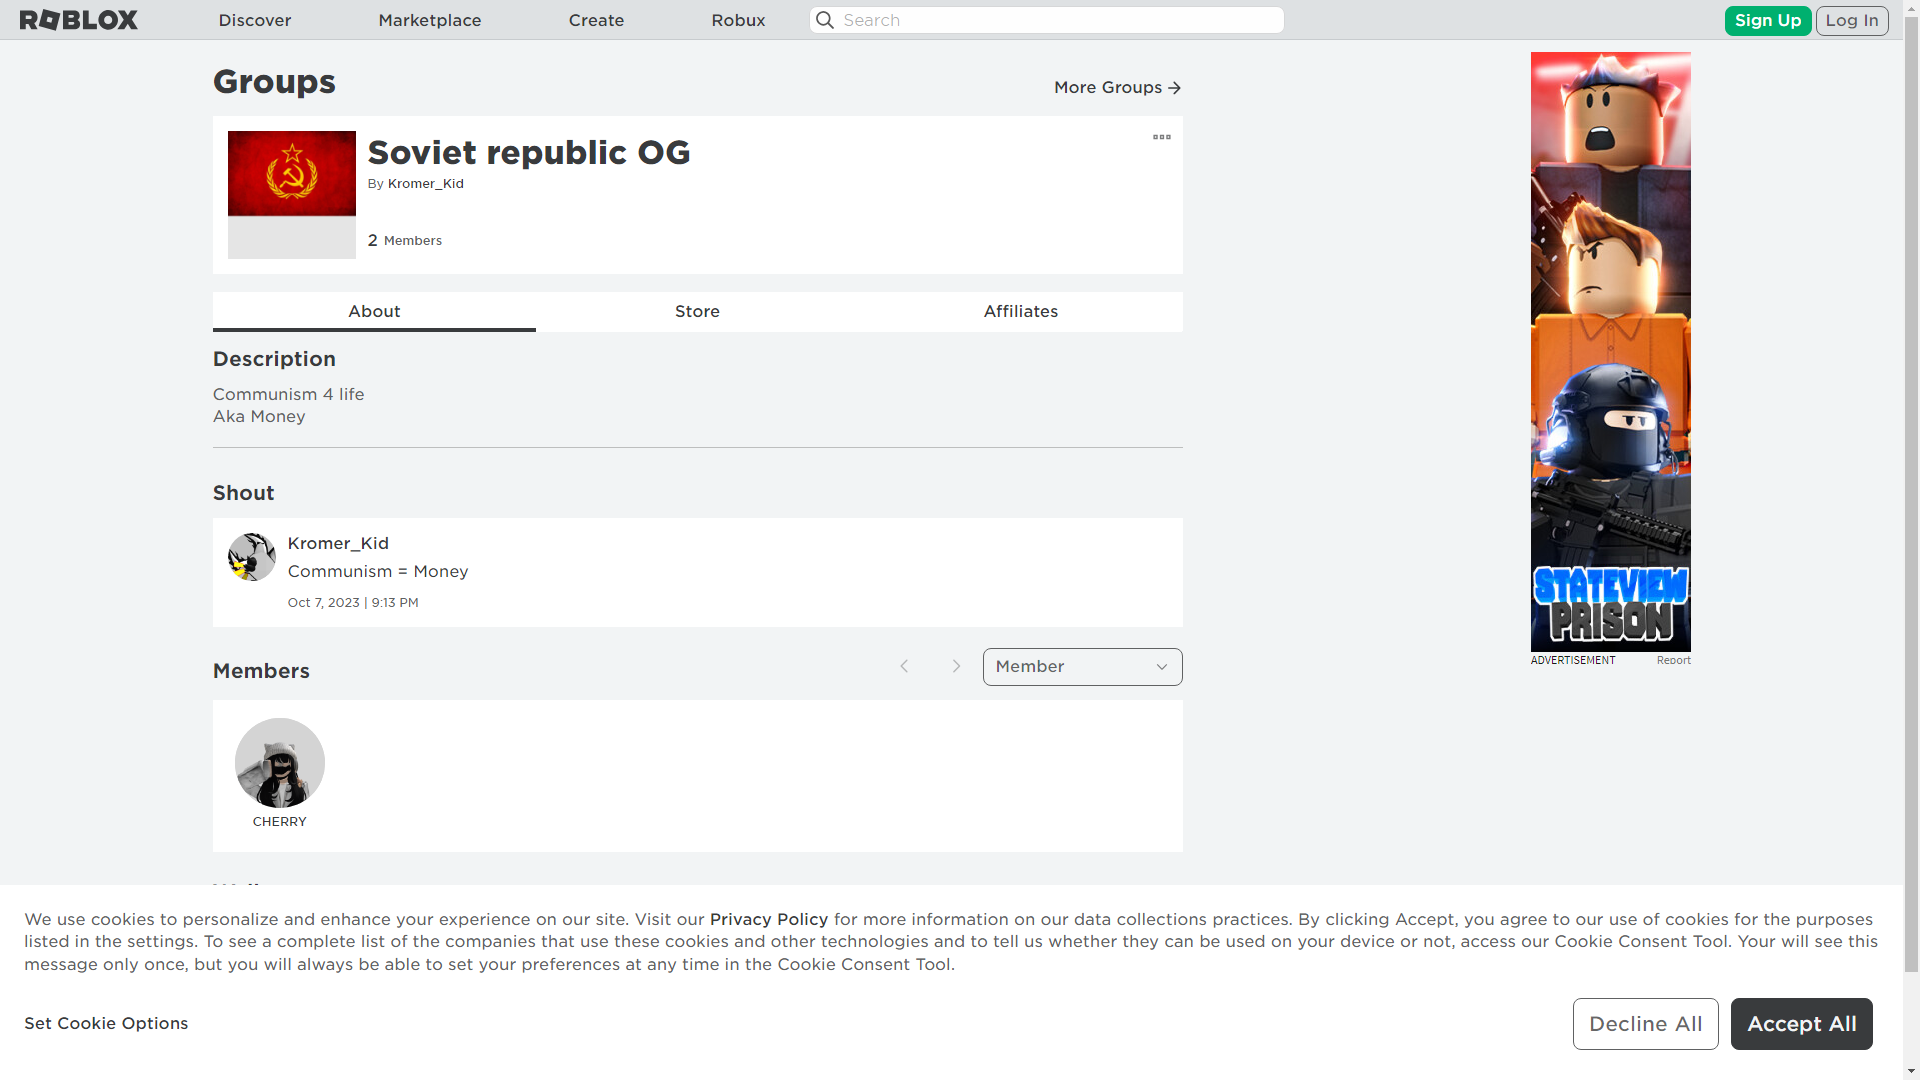 ROBLOX
Discover
Marketplace
Create
Robux
Search
Sign Up
Log In
Groups
More Groups
Soviet republic OG
By Kromer_Kid
2 Members
About
Store
Affiliates
Description
Communism 4 life
Aka Money
Shout
Kromer_Kid
Communism = Money
Oct 7, 2023 | 9:13 PM
Members
Member
CHERRY
STATEVIEW
PRISON
ADVERTISEMENT
Report
We use cookies to personalize and enhance your experience on our site. Visit our Privacy Policy for more information on our data collections practices. By clicking Accept, you agree to our use of cookies for the purposes
listed in the settings. To see a complete list of the companies that use these cookies and other technologies and to tell us whether they can be used on your device or not, access our Cookie Consent Tool. Your will see this
message only once, but you will always be able to set your preferences at any time in the Cookie Consent Tool.
Set Cookie Options
Decline All
Accept All